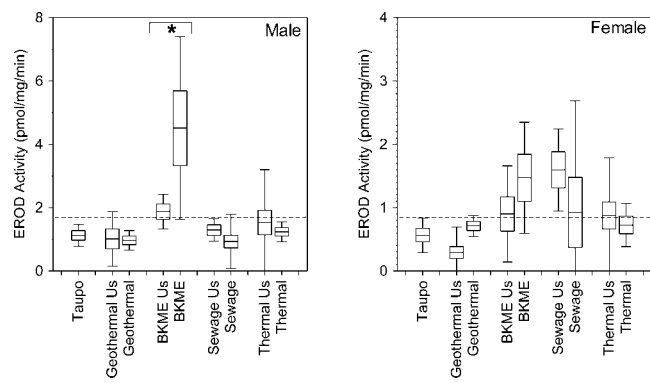 Male
*
EROD Activity (pmol/mg/min)
8
6
4
2
0
Taupo
Geothermal Us
Geothermal
BKME Us
BKME
Sewage Us
Sewage
Thermal Us
Thermal
Female
EROD Activity (pmol/mg/min)
4
3
2
1
0
Taupo
Geothermal Us
Geothermal
BKME Us
BKME
Sewage Us
Sewage
Thermal Us
Thermal